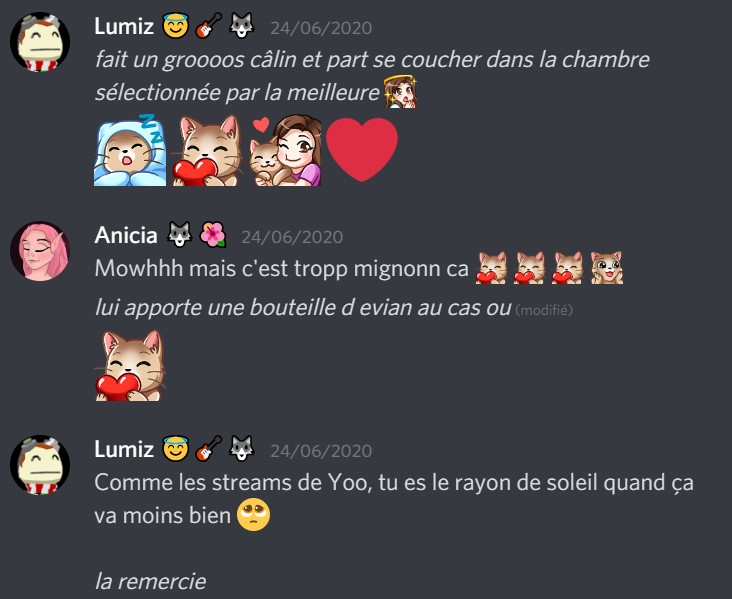 Lumiz 😇 🎸 🐺 24/06/2020
fait un groooos câlin et part se coucher dans la chambre
sélectionnée par la meilleure
Anicia 🐺 🌺 24/06/2020
Mowhhh mais c'est tropp mignonn ca
lui apporte une bouteille d evian au cas ou (modifié)
Lumiz 😇 🎸 🐺 24/06/2020
Comme les streams de Yoo, tu es le rayon de soleil quand ça
va moins bien 🥺
la remercie